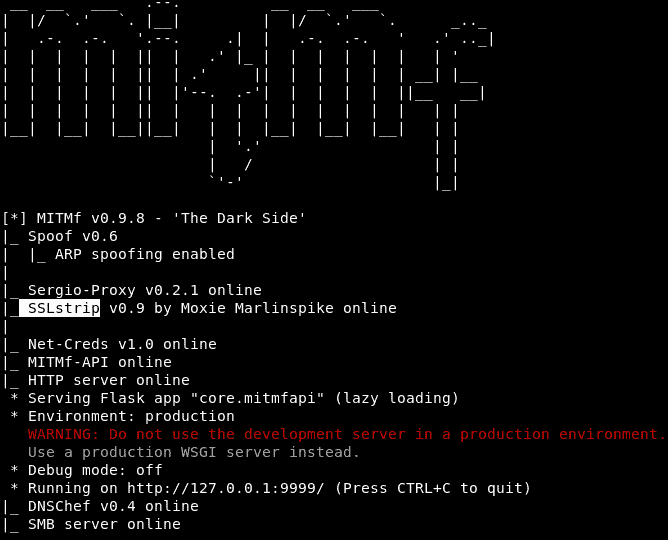 [*] MITMf v0.9.8 - 'The Dark Side'
|_ Spoof v0.6
|  |_ ARP spoofing enabled
|
|_ Sergio-Proxy v0.2.1 online
|_ SSLstrip v0.9 by Moxie Marlinspike online
|
|_ Net-Creds v1.0 online
|_ MITMf-API online
|_ HTTP server online
 * Serving Flask app "core.mitmfapi" (lazy loading)
 * Environment: production
   WARNING: Do not use the development server in a production environment.
   Use a production WSGI server instead.
 * Debug mode: off
 * Running on http://127.0.0.1:9999/ (Press CTRL+C to quit)
|_ DNSChef v0.4 online
|_ SMB server online